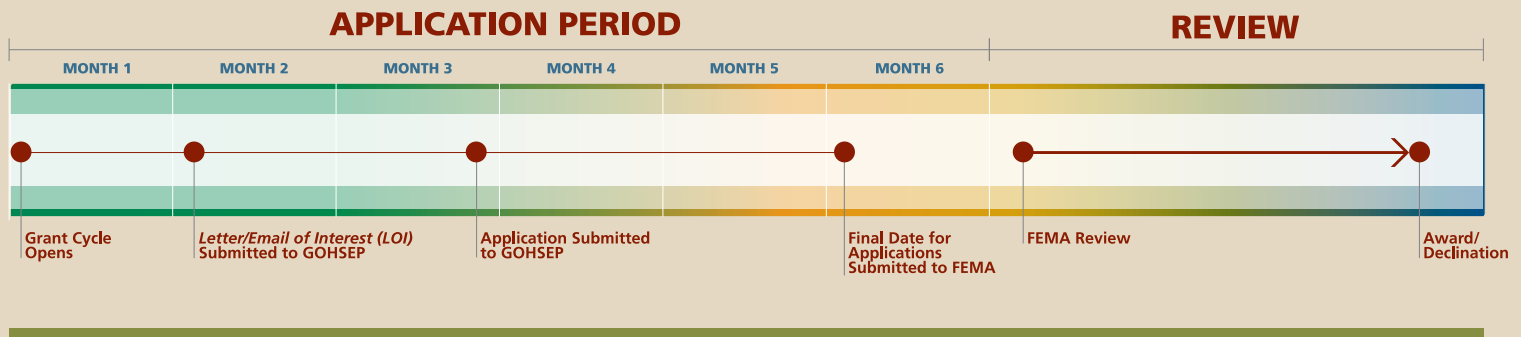 APPLICATION PERIOD
REVIEW
MONTH 1
MONTH 2
MONTH 3
MONTH 4
MONTH 5
MONTH 6
Grant Cycle
Opens
Letter/Email of Interest (LOI)
Submitted to GOHSEP
Application Submitted
to GOHSEP
Final Date for
Applications
Submitted to FEMA
FEMA Review
Award/
Declination